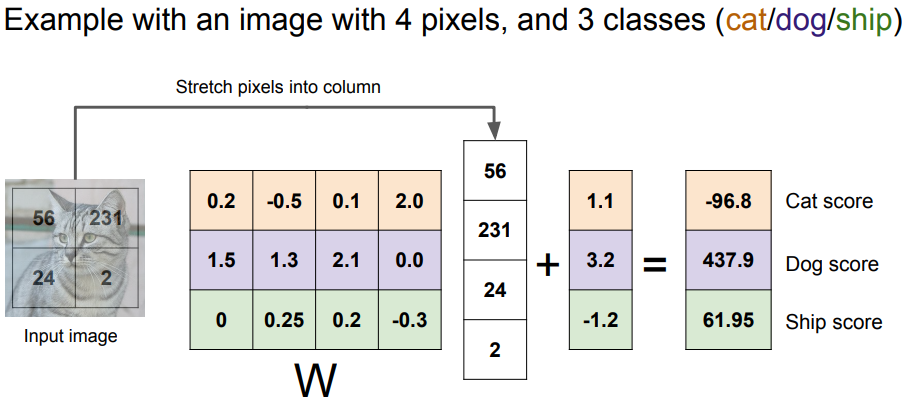 Example with an image with 4 pixels, and 3 classes (cat/dog/ship)
Stretch pixels into column
56 231
24 2
Input image
0.2 -0.5 0.1 2.0
1.5 1.3 2.1 0.0
0 0.25 0.2 -0.3
W
56
231
24
2
+
1.1
3.2
-1.2
=
-96.8 Cat score
437.9 Dog score
61.95 Ship score